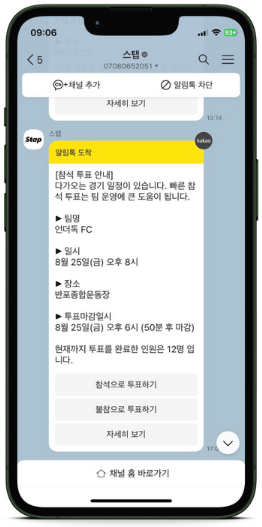 09:06
93
5
스탭
07080652051
+채널 추가
알림톡 차단
자세히 보기
13:14
Stap
스탭
kakao
알림톡 도착
[참석 투표 안내]
다가오는 경기 일정이 있습니다. 빠른 참
석 투표는 팀 운영에 큰 도움이 됩니다.
► 팀명
언더독 FC
► 일시
8월 25일(금) 오후 8시
► 장소
반포종합운동장
► 투표마감일시
8월 25일(금) 오후 6시 (50분 후 마감)
현재까지 투표를 완료한 인원은 12명 입
니다.
참석으로 투표하기
불참으로 투표하기
자세히 보기
채널 홈 바로가기